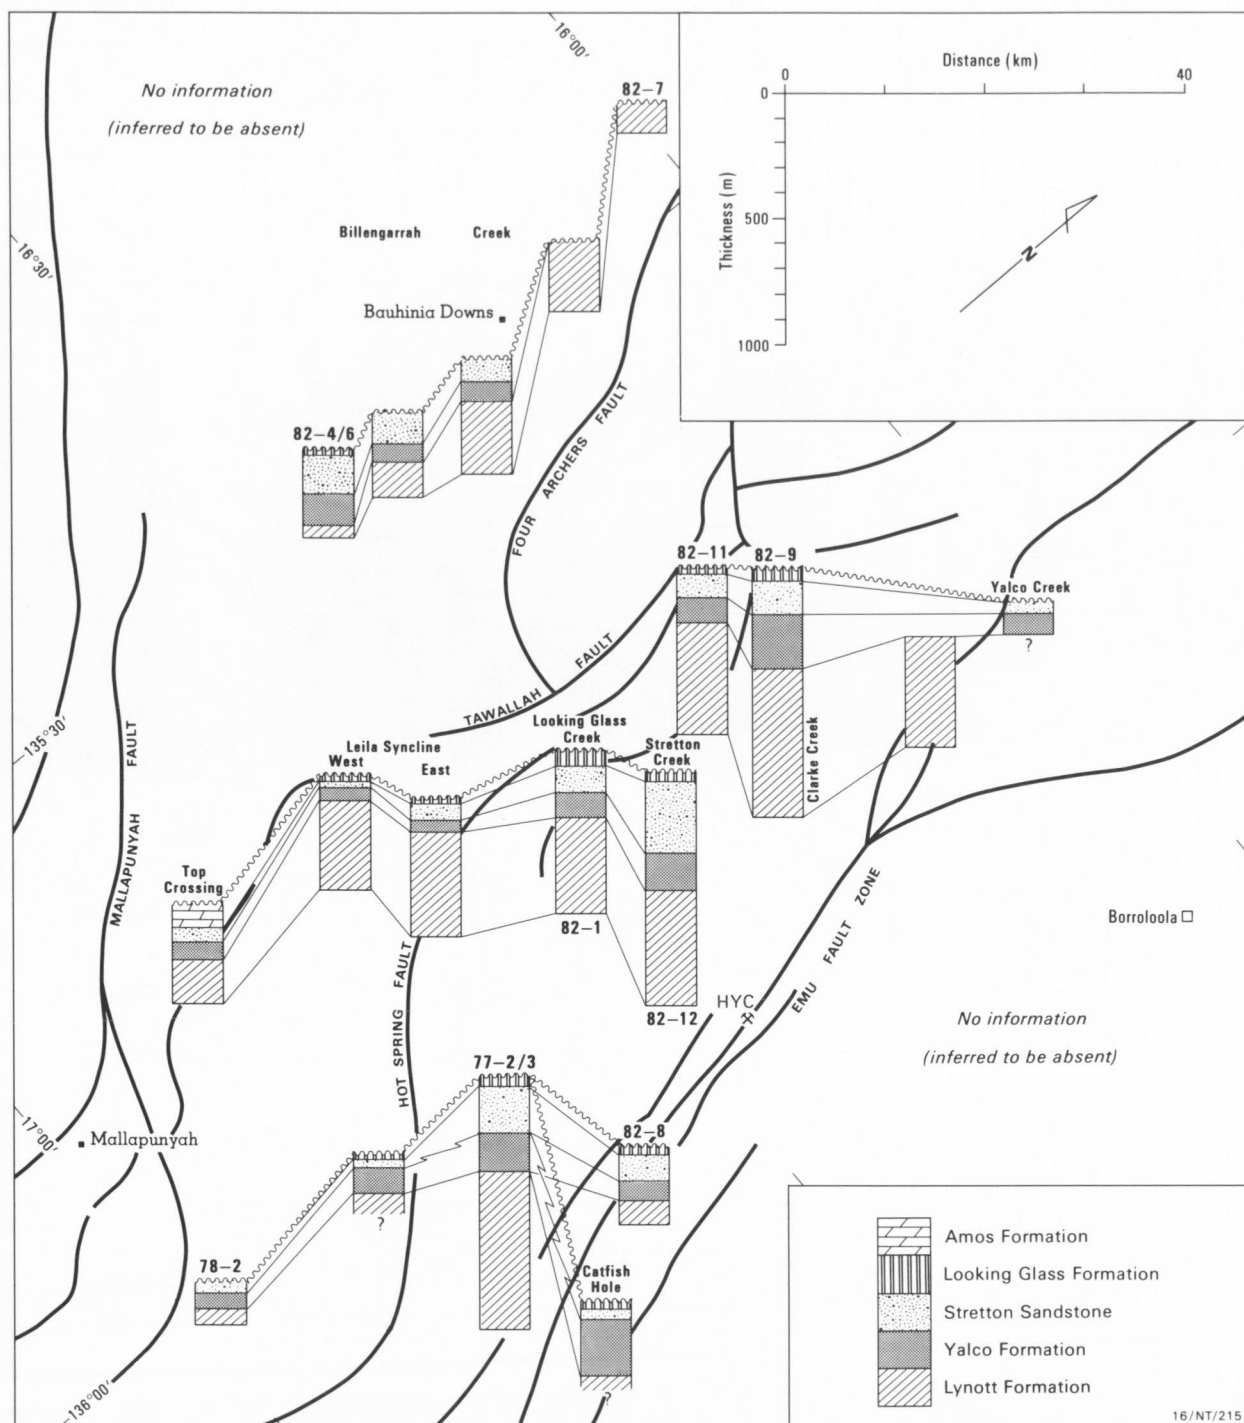 16°00'
No information
(inferred to be absent)
82–7
Distance (km)
0
40
0
Thickness (m)
500
1000
N
16°30'
Billengarrah Creek
Bauhinia Downs
82–4/6
FOUR ARCHERS FAULT
82–11
82–9
Yalco Creek
?
TAWALLAH FAULT
Clarke Creek
135°30'
MALLAPUNYAH FAULT
Leila Syncline
West
East
Looking Glass
Creek
Stretton
Creek
Top
Crossing
82–1
82–12
HOT SPRING FAULT
EMU FAULT ZONE
Borroloola
HYC
No information
(inferred to be absent)
77–2/3
82–8
17°00'
Mallapunyah
?
78–2
Catfish
Hole
?
136°00'
Amos Formation
Looking Glass Formation
Stretton Sandstone
Yalco Formation
Lynott Formation
16/NT/215